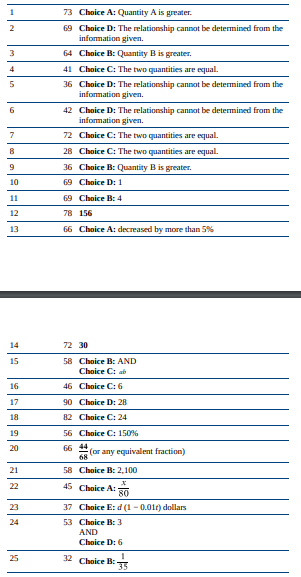 1 73 Choice A: Quantity A is greater.
2 69 Choice D: The relationship cannot be determined from the
information given.
3 64 Choice B: Quantity B is greater.
4 41 Choice C: The two quantities are equal.
5 36 Choice D: The relationship cannot be determined from the
information given.
6 42 Choice D: The relationship cannot be determined from the
information given.
7 72 Choice C: The two quantities are equal.
8 28 Choice C: The two quantities are equal.
9 36 Choice B: Quantity B is greater.
10 69 Choice D: 1
11 69 Choice B: 4
12 78 156
13 66 Choice A: decreased by more than 5%
14 72 30
15 58 Choice B: AND
Choice C: ab
16 46 Choice C: 6
17 90 Choice D: 28
18 82 Choice C: 24
19 56 Choice C: 150%
20 66 44/68 (or any equivalent fraction)
21 58 Choice B: 2,100
22 45 Choice A: x/80
23 37 Choice E: d (1 − 0.01t) dollars
24 53 Choice B: 3
AND
Choice D: 6
25 32 Choice B: 1/35